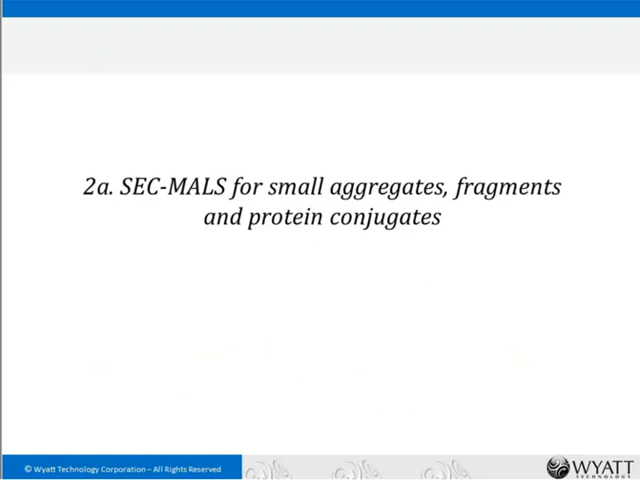 2a. SEC-MALS for small aggregates, fragments
and protein conjugates
© Wyatt Technology Corporation – All Rights Reserved
WYATT
TECHNOLOGY